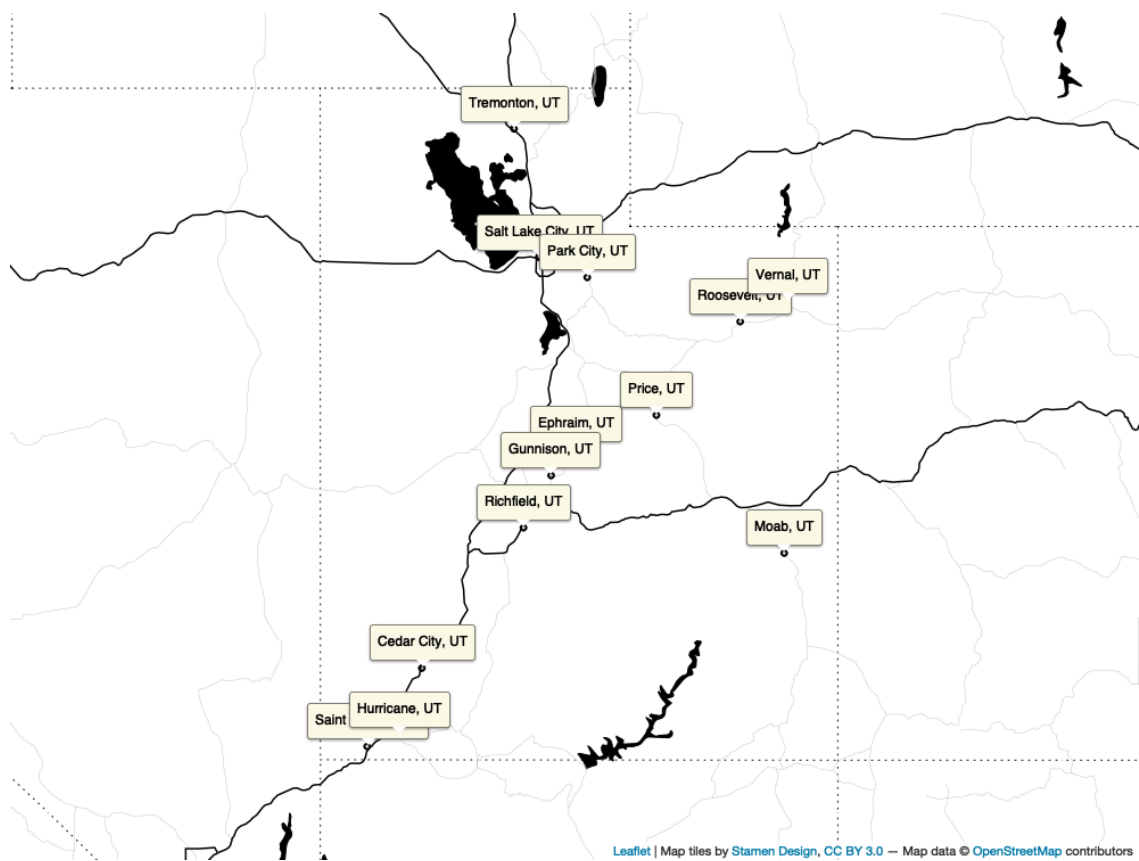 Tremonton, UT
Salt Lake City, UT
Park City, UT
Vernal, UT
Roosevelt, UT
Price, UT
Ephraim, UT
Gunnison, UT
Richfield, UT
Moab, UT
Cedar City, UT
Hurricane, UT
Saint
Leaflet | Map tiles by Stamen Design, CC BY 3.0 — Map data © OpenStreetMap contributors